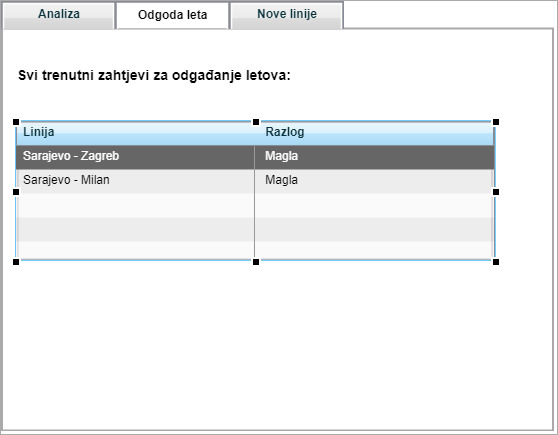 Analiza Odgoda leta Nove linije
Svi trenutni zahtjevi za odgađanje letova:
Linija Razlog
Sarajevo - Zagreb Magla
Sarajevo - Milan Magla